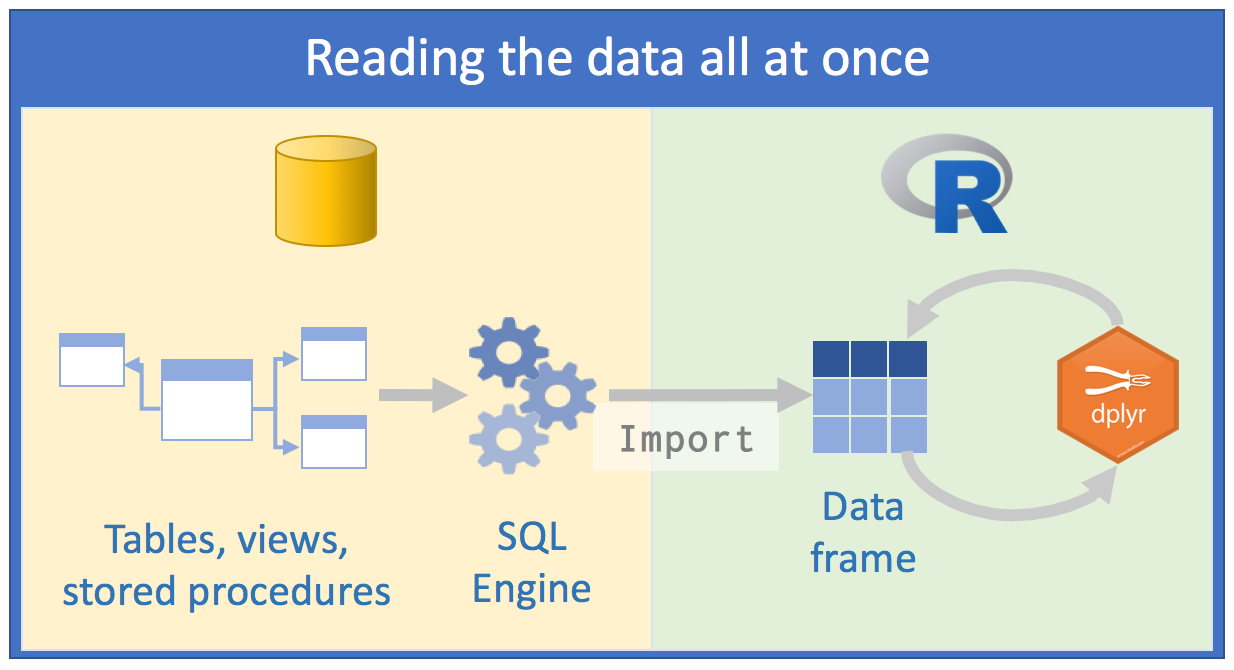 Reading the data all at once
R
Import
dplyr
Tables, views,
stored procedures
SQL
Engine
Data
frame